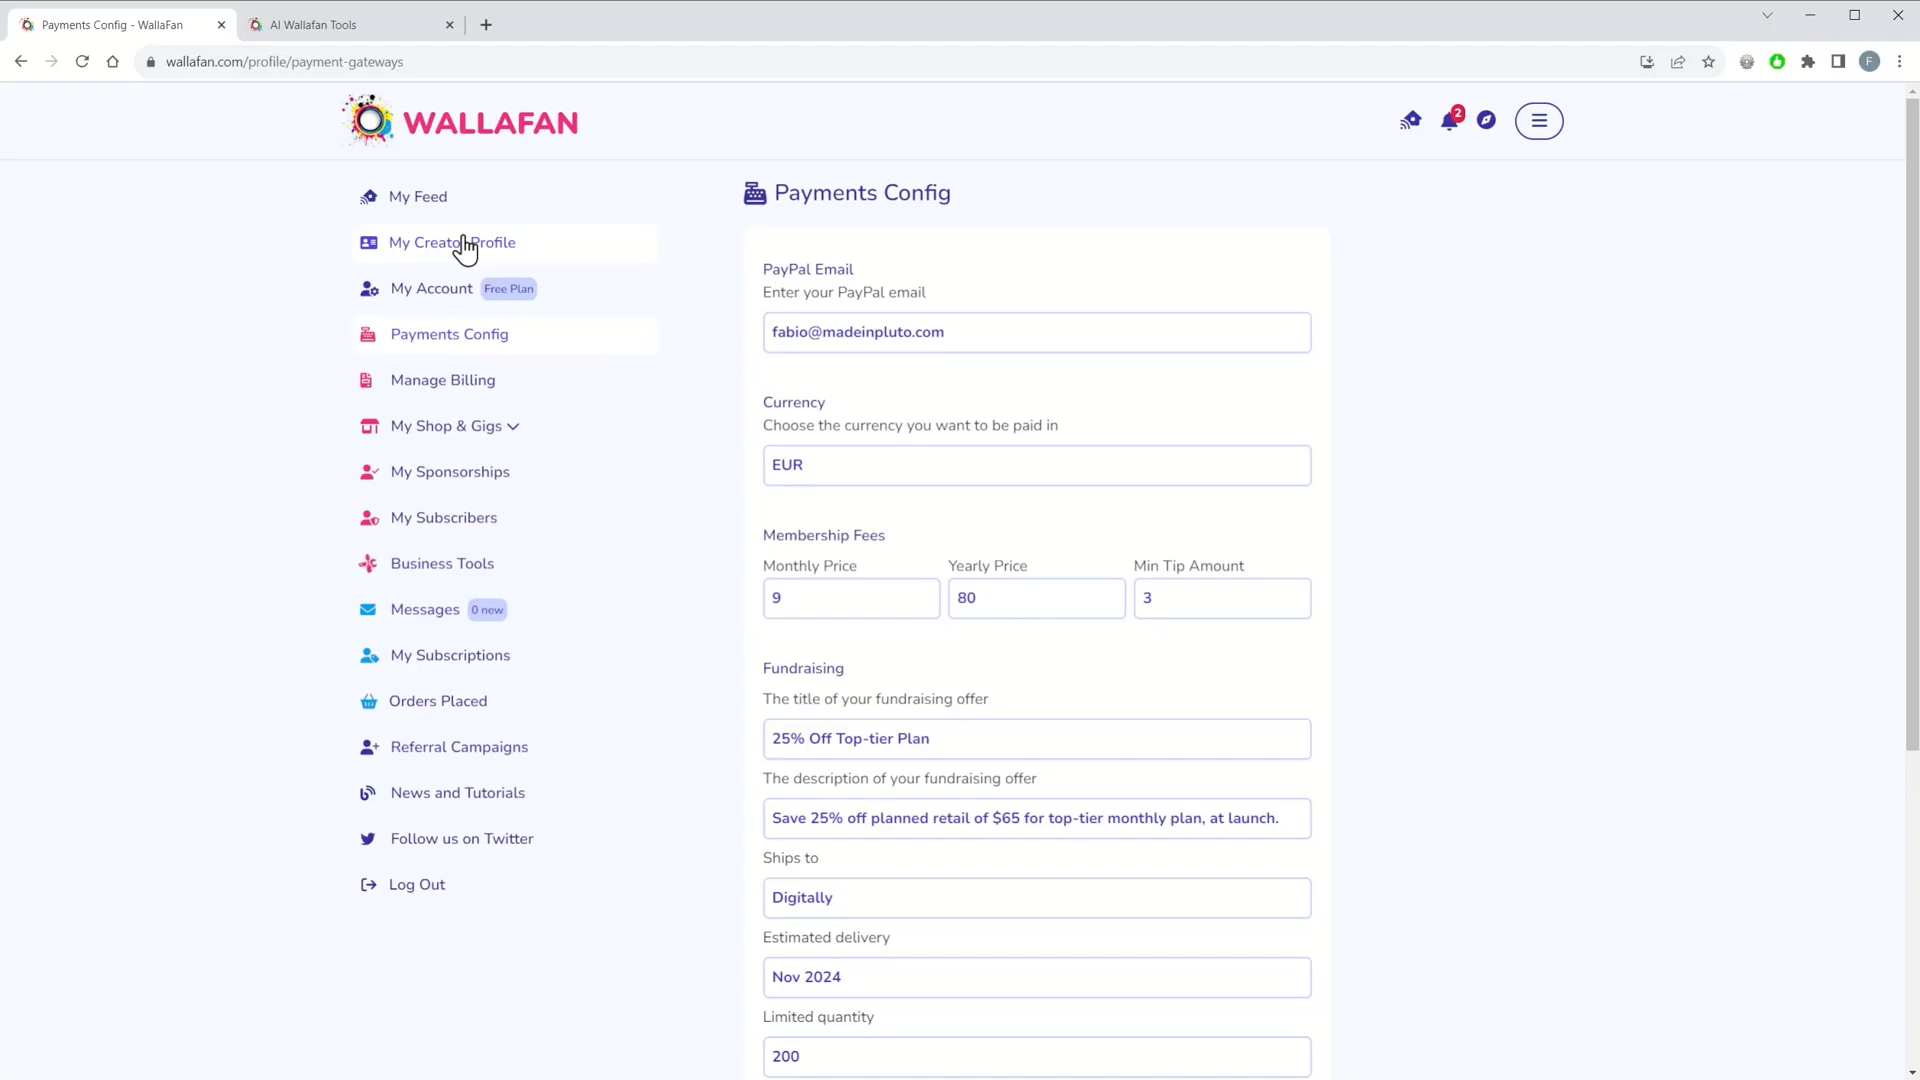 Payments Config - WallaFan
AI Wallafan Tools
wallafan.com/profile/payment-gateways
F
WALLAFAN
2
My Feed
My Creator Profile
My Account Free Plan
Payments Config
Manage Billing
My Shop & Gigs
My Sponsorships
My Subscribers
Business Tools
Messages 0 new
My Subscriptions
Orders Placed
Referral Campaigns
News and Tutorials
Follow us on Twitter
Log Out
Payments Config
PayPal Email
Enter your PayPal email
fabio@madeinpluto.com
Currency
Choose the currency you want to be paid in
EUR
Membership Fees
Monthly Price Yearly Price Min Tip Amount
9 80 3
Fundraising
The title of your fundraising offer
25% Off Top-tier Plan
The description of your fundraising offer
Save 25% off planned retail of $65 for top-tier monthly plan, at launch.
Ships to
Digitally
Estimated delivery
Nov 2024
Limited quantity
200